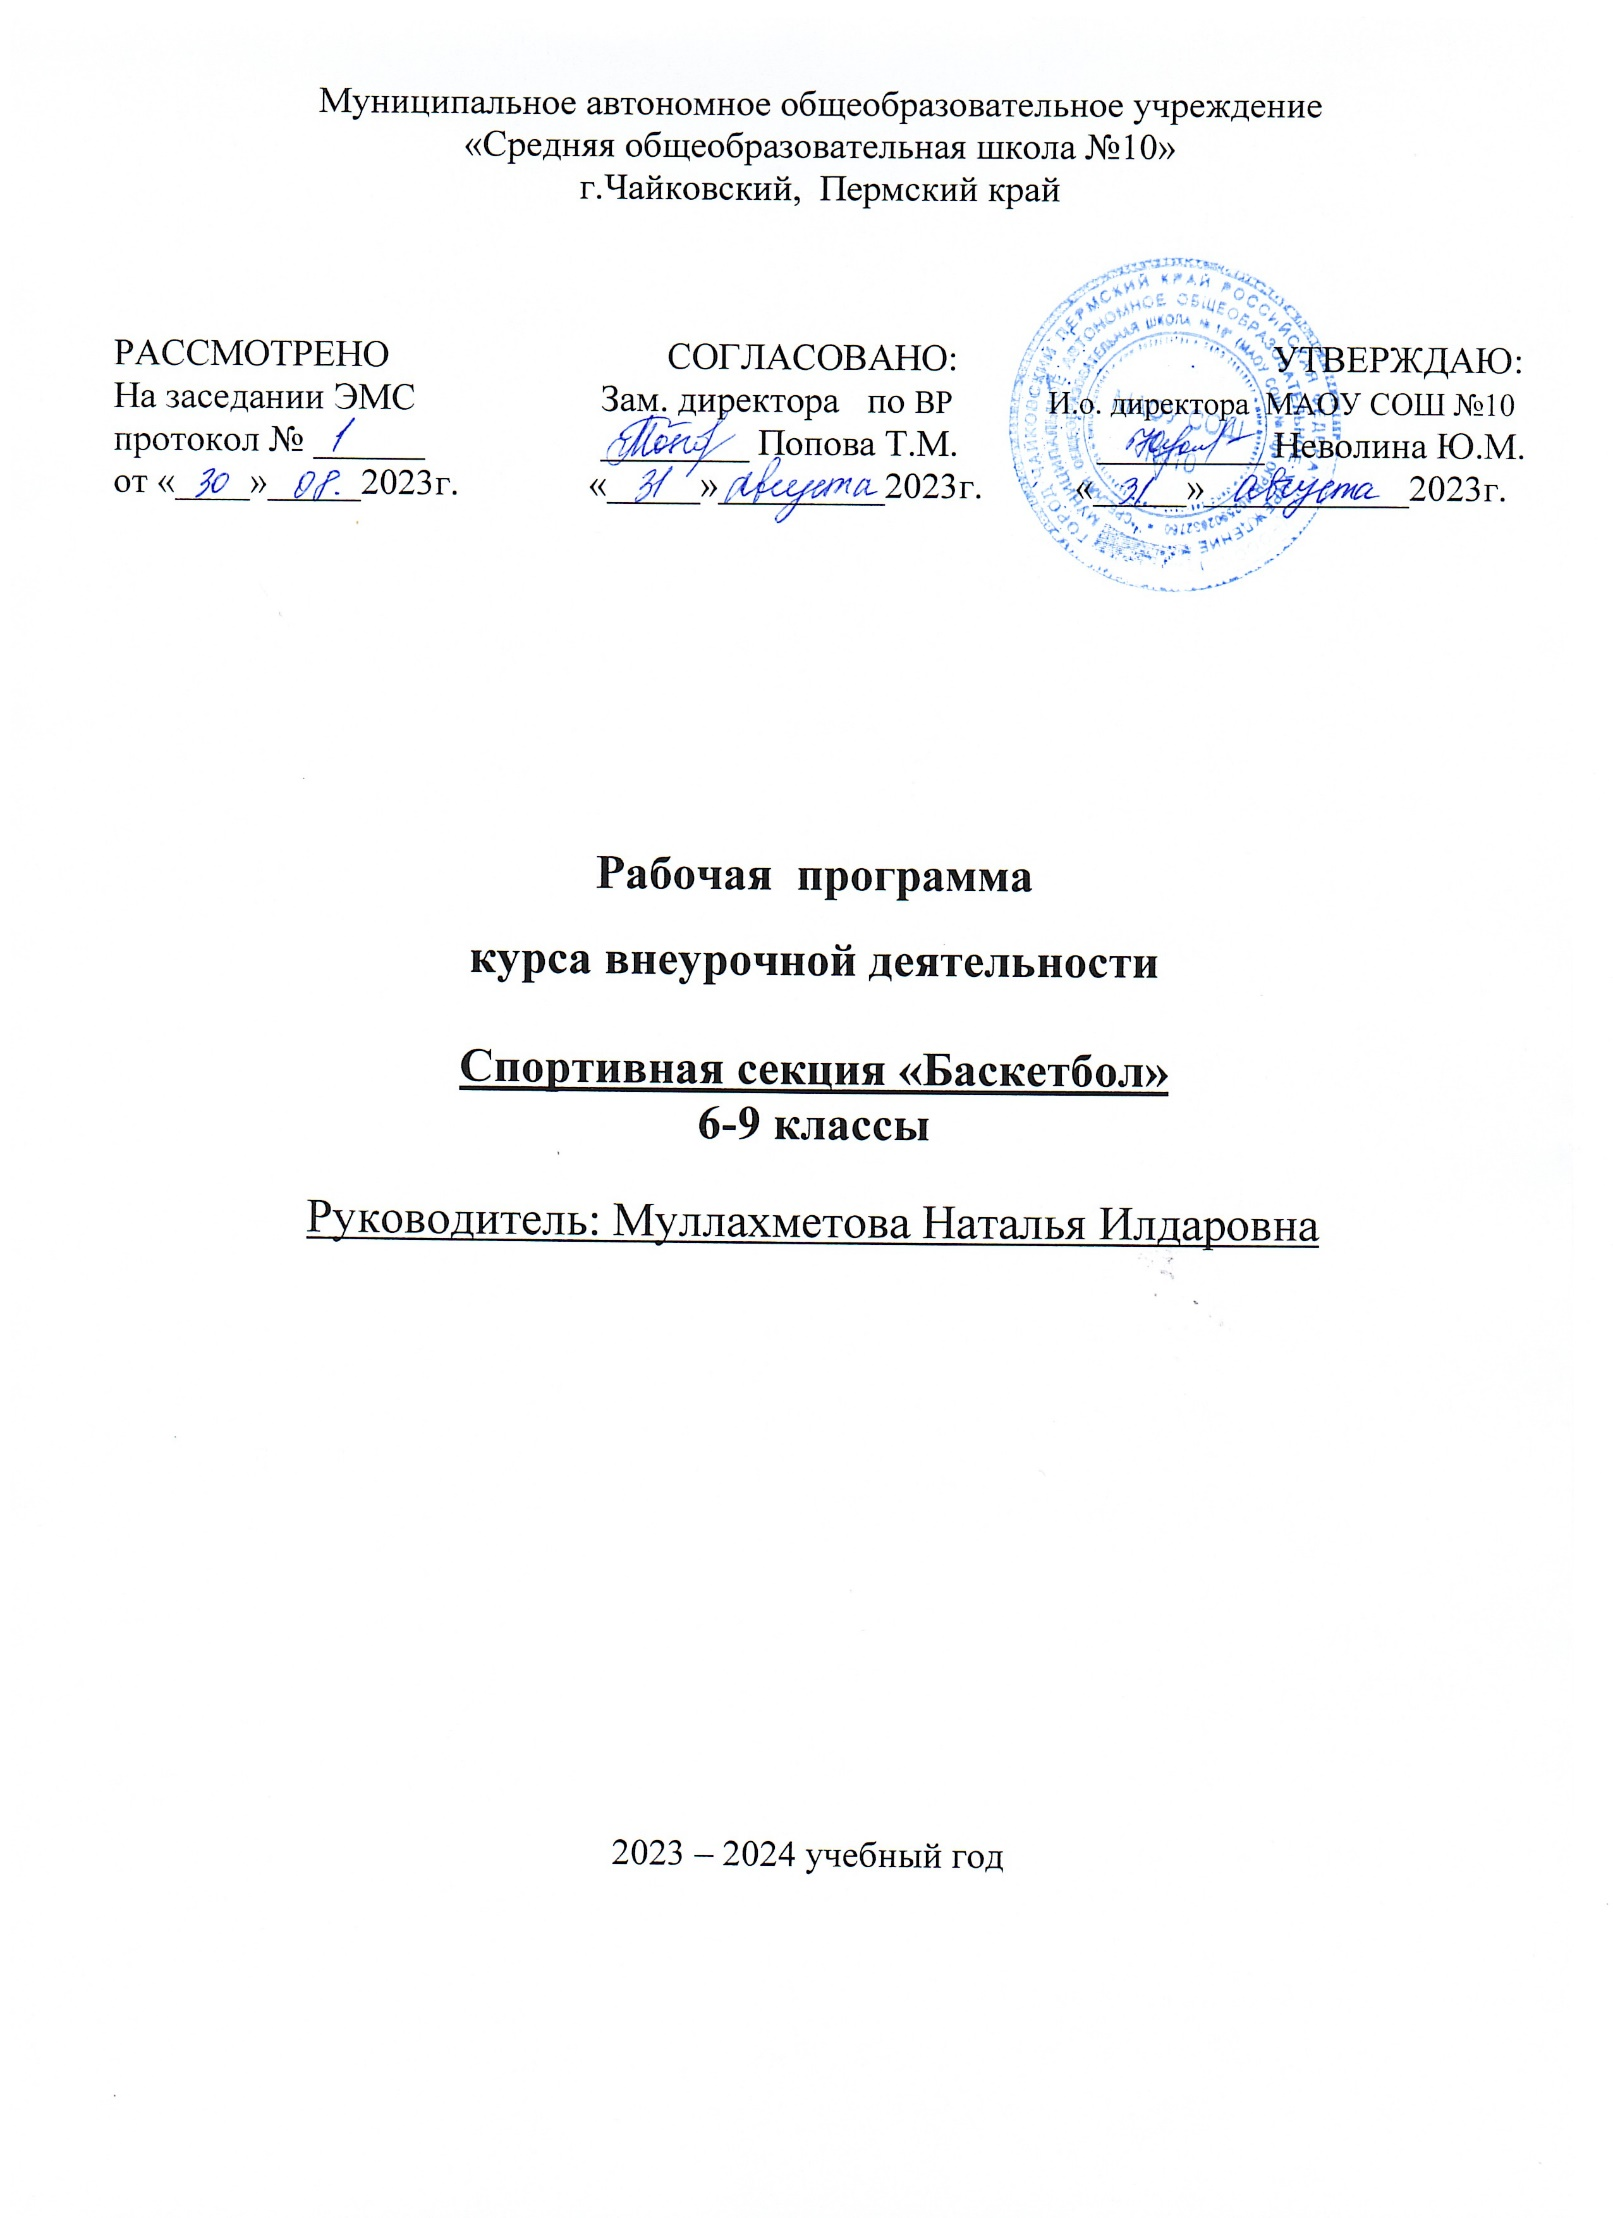 Муниципальное автономное общеобразовательное учреждение
«Средняя общеобразовательная школа №10»
г.Чайковский, Пермский край
РАССМОТРЕНО
На заседании ЭМС
протокол № 1
от «30» 08. 2023г.
СОГЛАСОВАНО:
Зам. директора по ВР
Попова Т.М.
«31» августа 2023г.
УТВЕРЖДАЮ:
И.о. директора МАОУ СОШ №10
Неволина Ю.М.
«31» августа 2023г.
Рабочая программа
курса внеурочной деятельности
Спортивная секция «Баскетбол»
6-9 классы
Руководитель: Муллахметова Наталья Илдаровна
2023 – 2024 учебный год